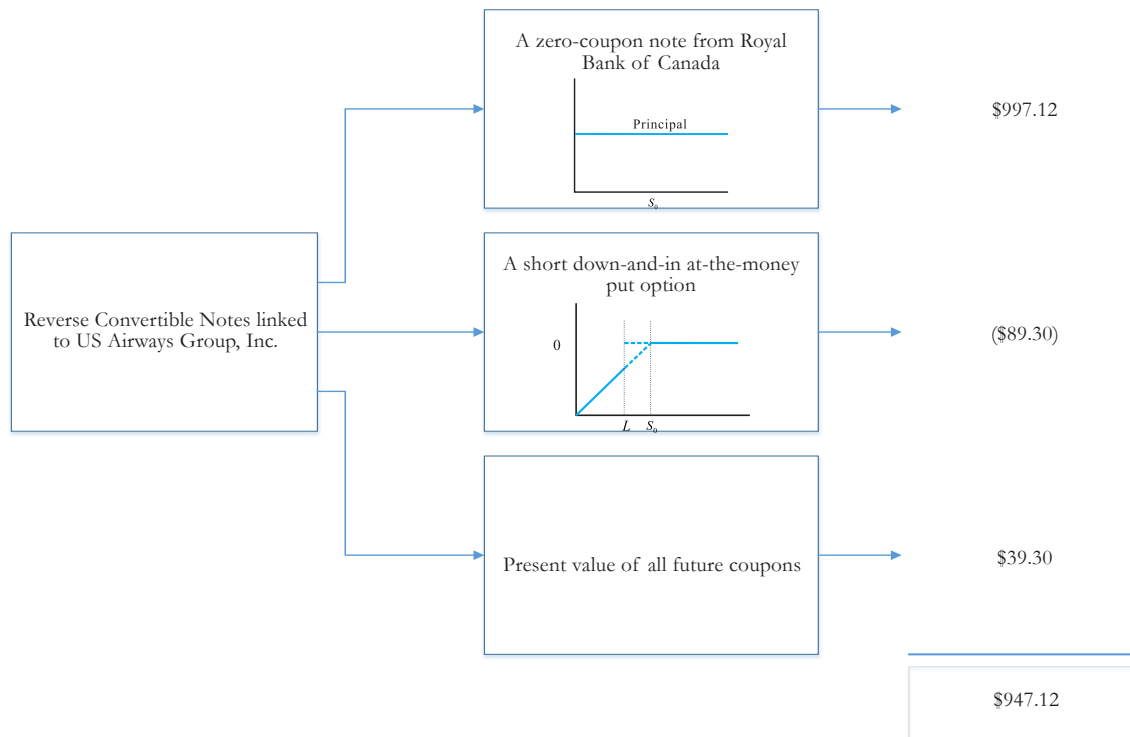 A zero-coupon note from Royal
Bank of Canada
Principal
S₀
$997.12
Reverse Convertible Notes linked
to US Airways Group, Inc.
A short down-and-in at-the-money
put option
0
L S₀
($89.30)
Present value of all future coupons
$39.30
$947.12